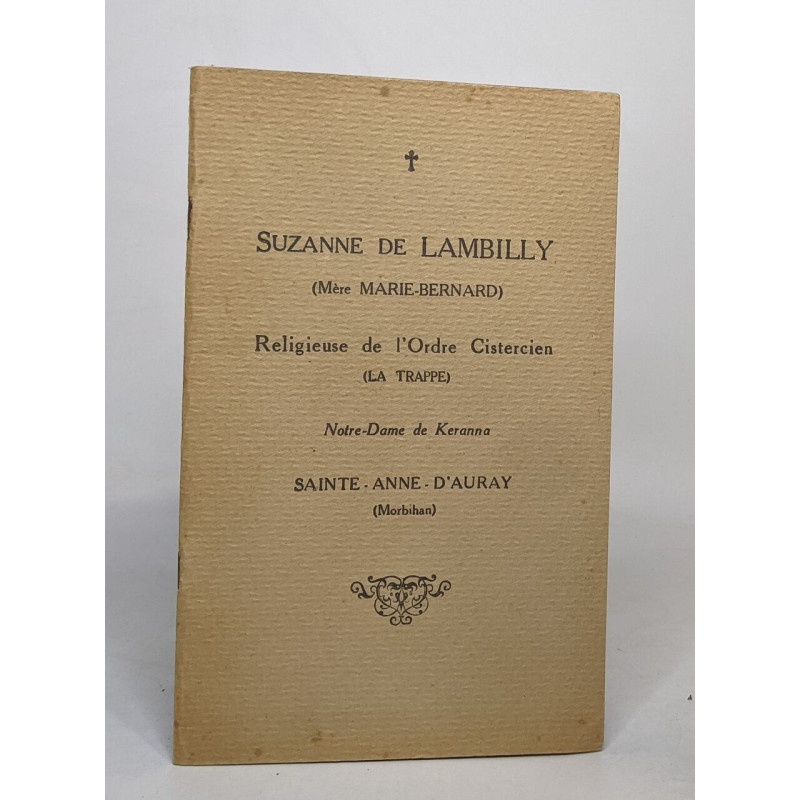 SUZANNE DE LAMBILLY
(Mère MARIE-BERNARD)
Religieuse de l'Ordre Cistercien
(LA TRAPPE)
Notre-Dame de Keranna
SAINTE-ANNE-D'AURAY
(Morbihan)